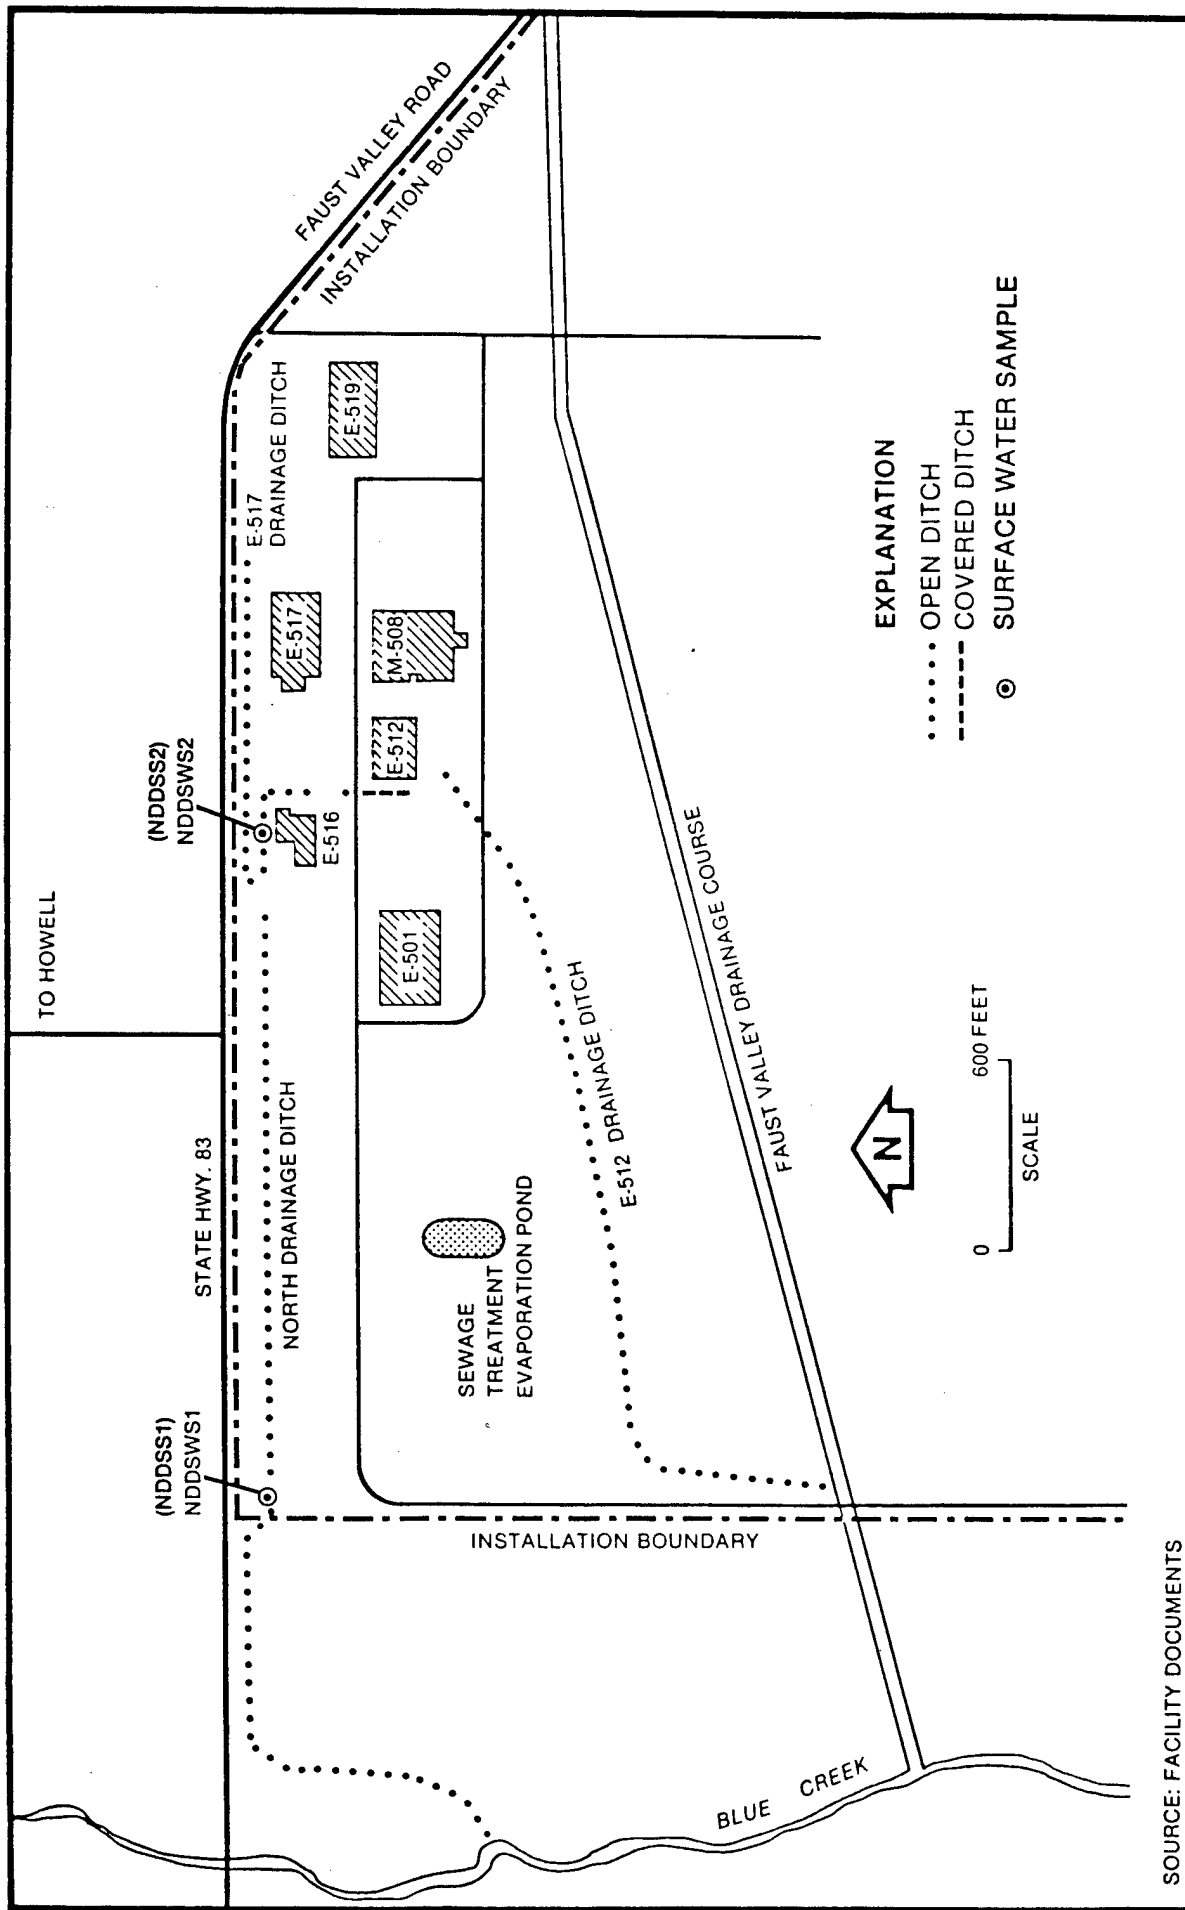 TO HOWELL
STATE HWY. 83
(NDDSS1)
NDDSWS1
(NDDSS2)
NDDSWS2
FAUST VALLEY ROAD
INSTALLATION BOUNDARY
E-517
DRAINAGE DITCH
NORTH DRAINAGE DITCH
E-516
E-517
E-519
E-501
E-512
M-508
SEWAGE
TREATMENT
EVAPORATION POND
INSTALLATION BOUNDARY
E-512 DRAINAGE DITCH
FAUST VALLEY DRAINAGE COURSE
BLUE CREEK
N
0
600 FEET
SCALE
EXPLANATION
OPEN DITCH
COVERED DITCH
SURFACE WATER SAMPLE
SOURCE: FACILITY DOCUMENTS